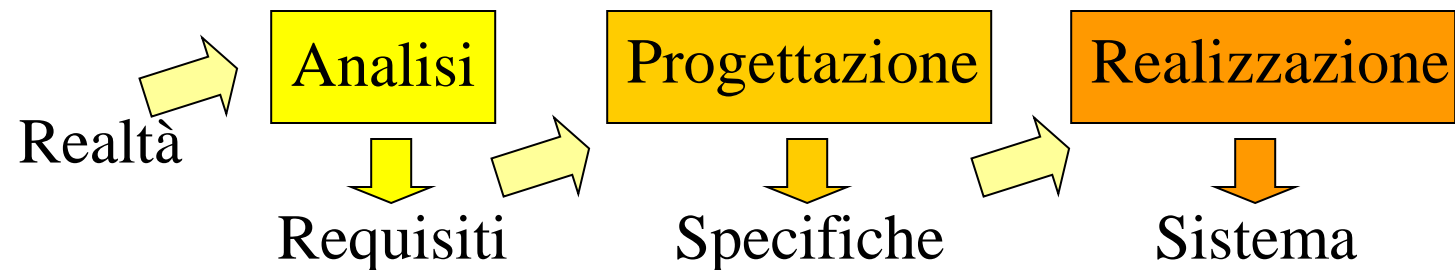 Analisi
Progettazione
Realizzazione
Realtà
Requisiti
Specifiche
Sistema